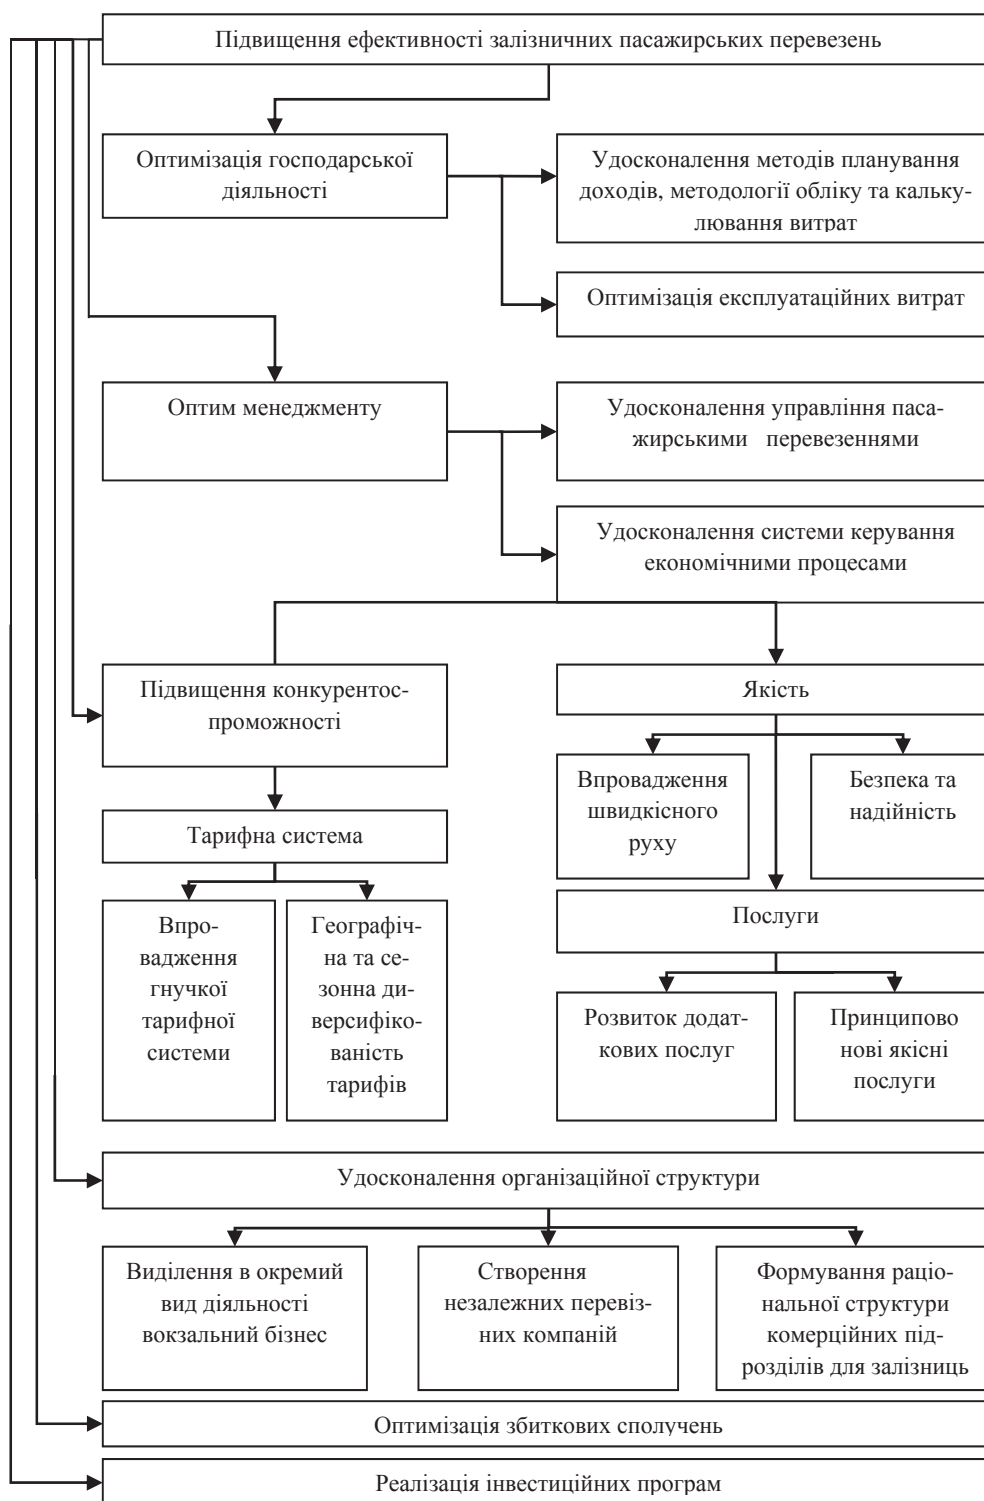 Підвищення ефективності залізничних пасажирських перевезень
Оптимізація господарської
діяльності
Удосконалення методів планування
доходів, методології обліку та кальку-
лювання витрат
Оптимізація експлуатаційних витрат
Оптим менеджменту
Удосконалення управління паса-
жирськими перевезеннями
Удосконалення системи керування
економічними процесами
Підвищення конкурентос-
проможності
Якість
Впровадження
швидкісного
руху
Безпека та
надійність
Тарифна система
Впро-
вадження
гнучкої
тарифної
системи
Географіч-
на та се-
зонна ди-
версифіко-
ваність
тарифів
Послуги
Розвиток додат-
кових послуг
Принципово
нові якісні
послуги
Удосконалення організаційної структури
Виділення в окремий
вид діяльності
вокзальний бізнес
Створення
незалежних перевіз-
них компаній
Формування раціо-
нальної структури
комерційних під-
розділів для залізниць
Оптимізація збиткових сполучень
Реалізація інвестиційних програм